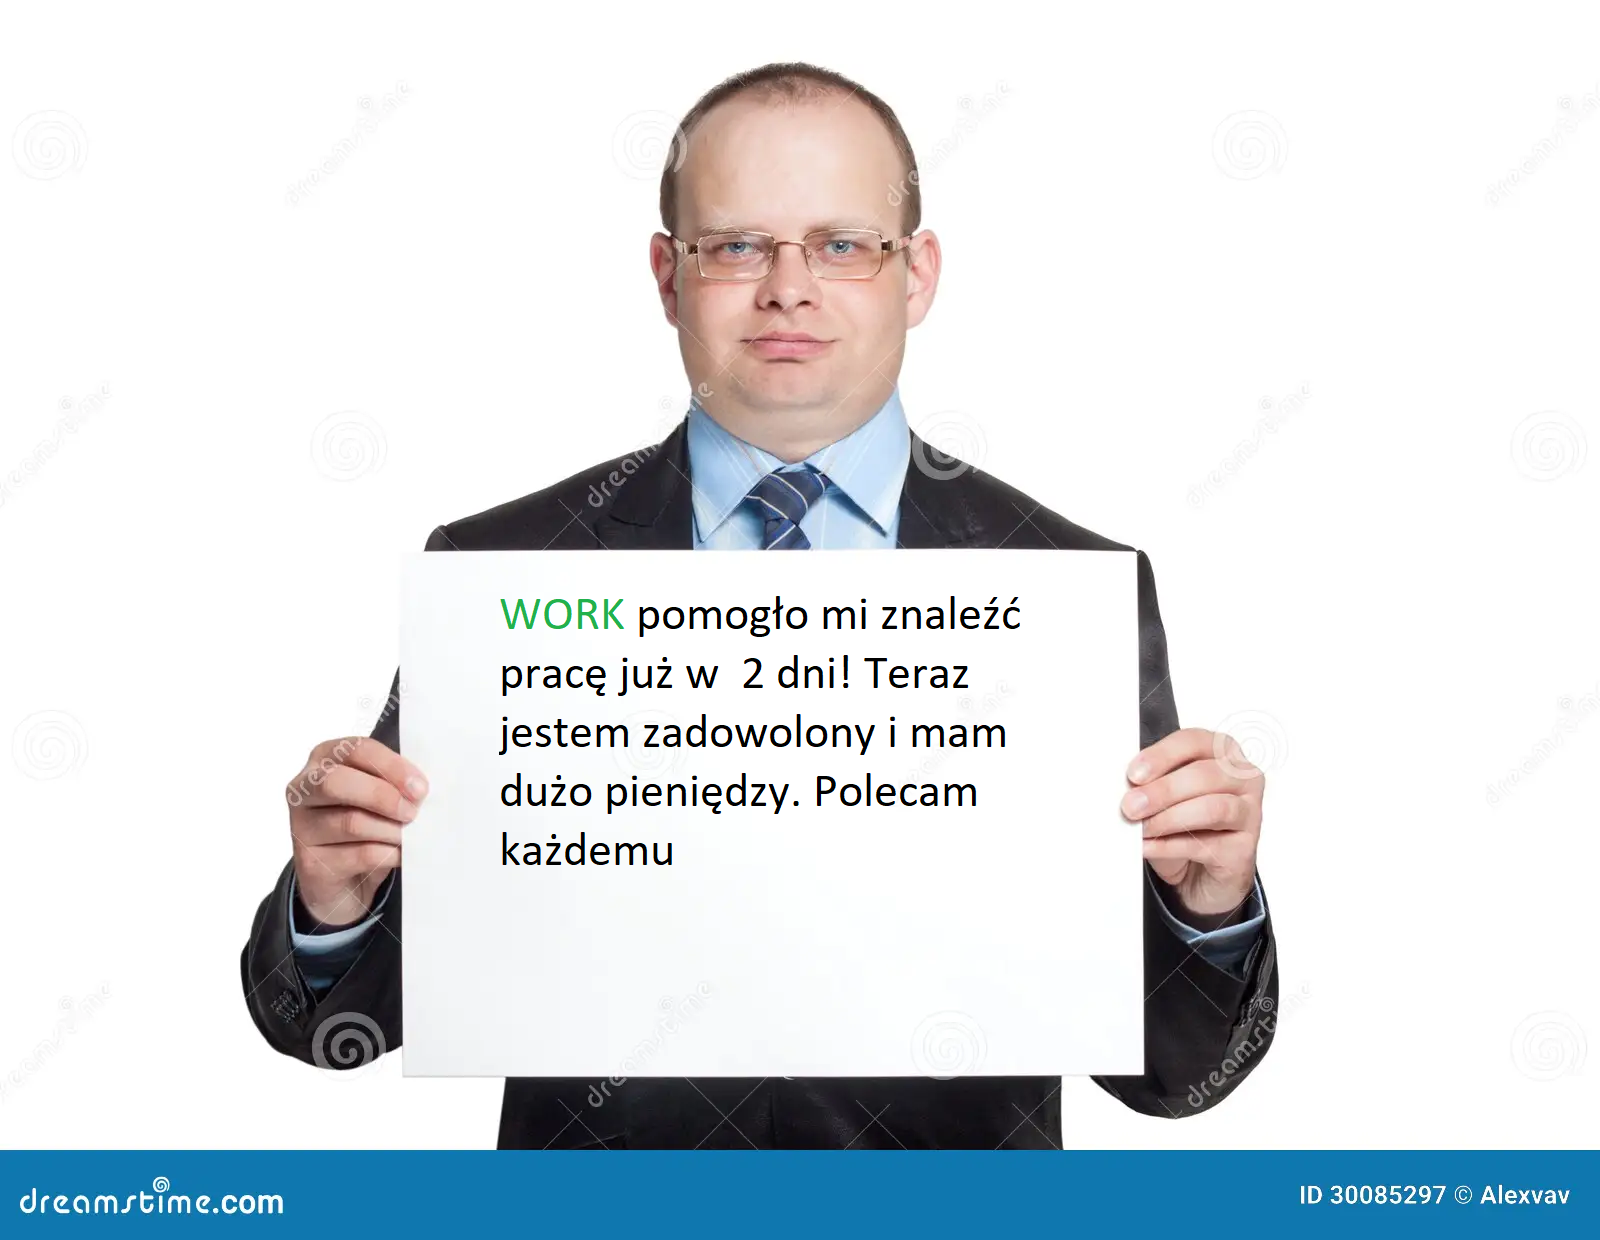 WORK pomogło mi znaleźć
pracę już w  2 dni! Teraz
jestem zadowolony i mam
dużo pieniędzy. Polecam
każdemu
dreamstime.com
ID 30085297 © Alexvav